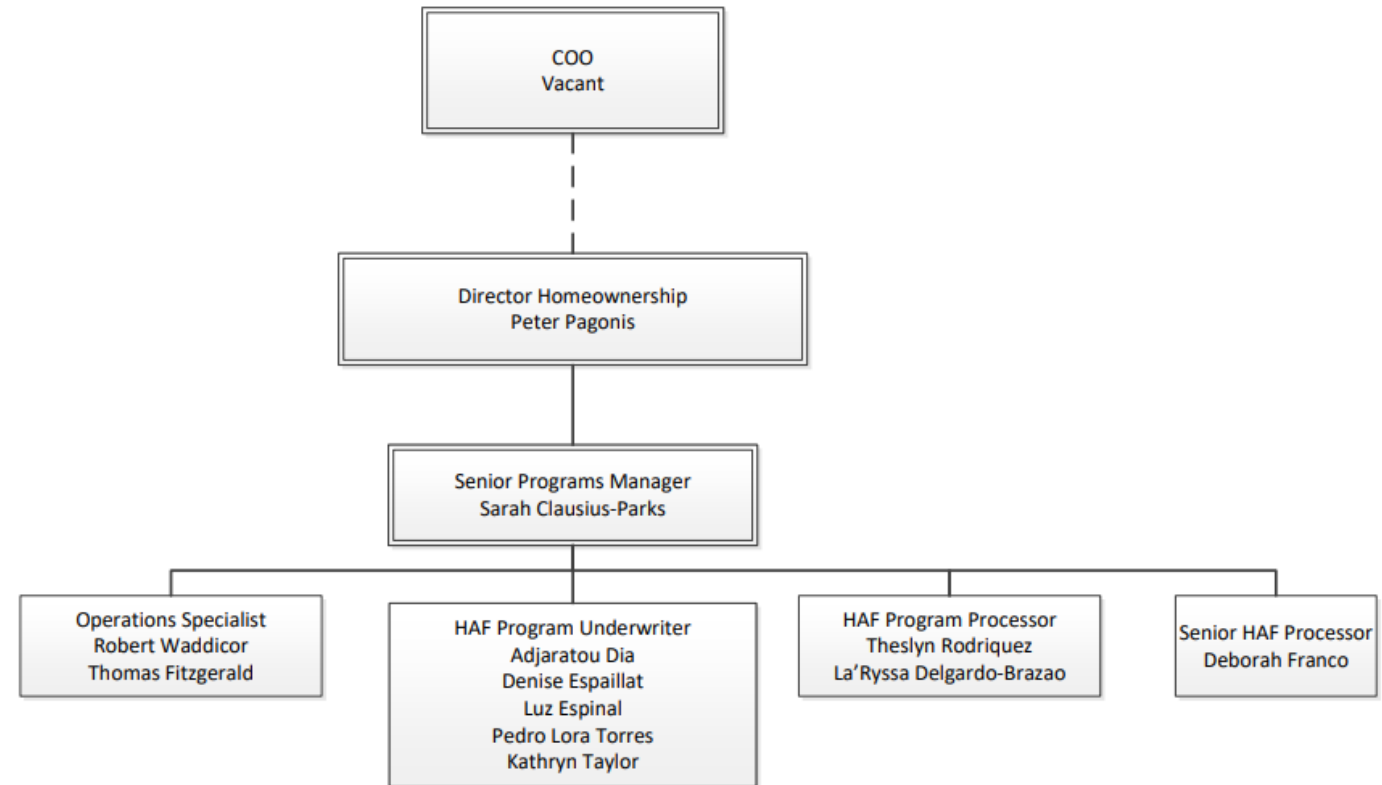 COO
Vacant
Director Homeownership
Peter Pagonis
Senior Programs Manager
Sarah Clausius-Parks
Operations Specialist
Robert Waddicor
Thomas Fitzgerald
HAF Program Underwriter
Adjaratou Dia
Denise Espaillat
Luz Espinal
Pedro Lora Torres
Kathryn Taylor
HAF Program Processor
Theslyn Rodriquez
La’Ryssa Delgardo-Brazao
Senior HAF Processor
Deborah Franco